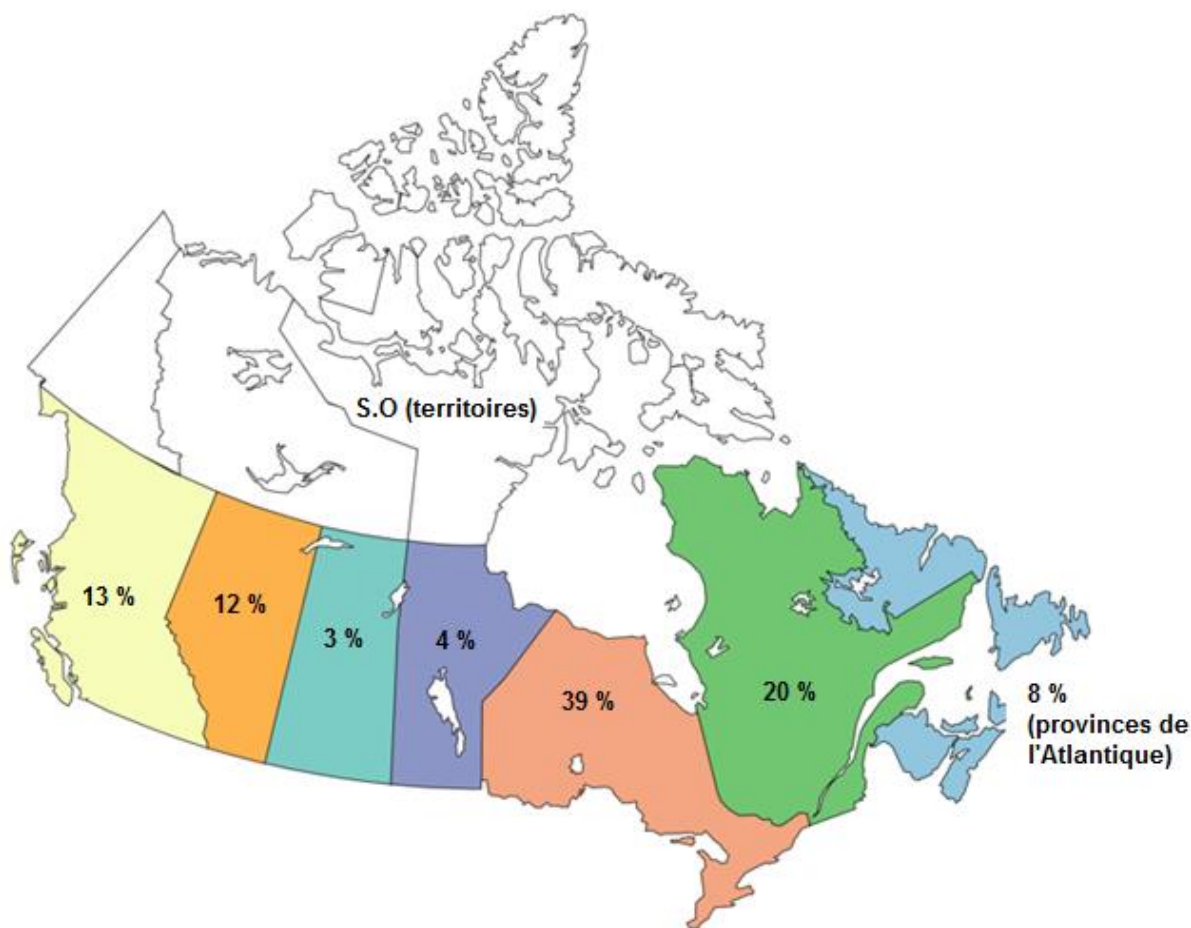 S.O (territoires)
13 %
12 %
3 %
4 %
39 %
20 %
8 %
(provinces de
l'Atlantique)